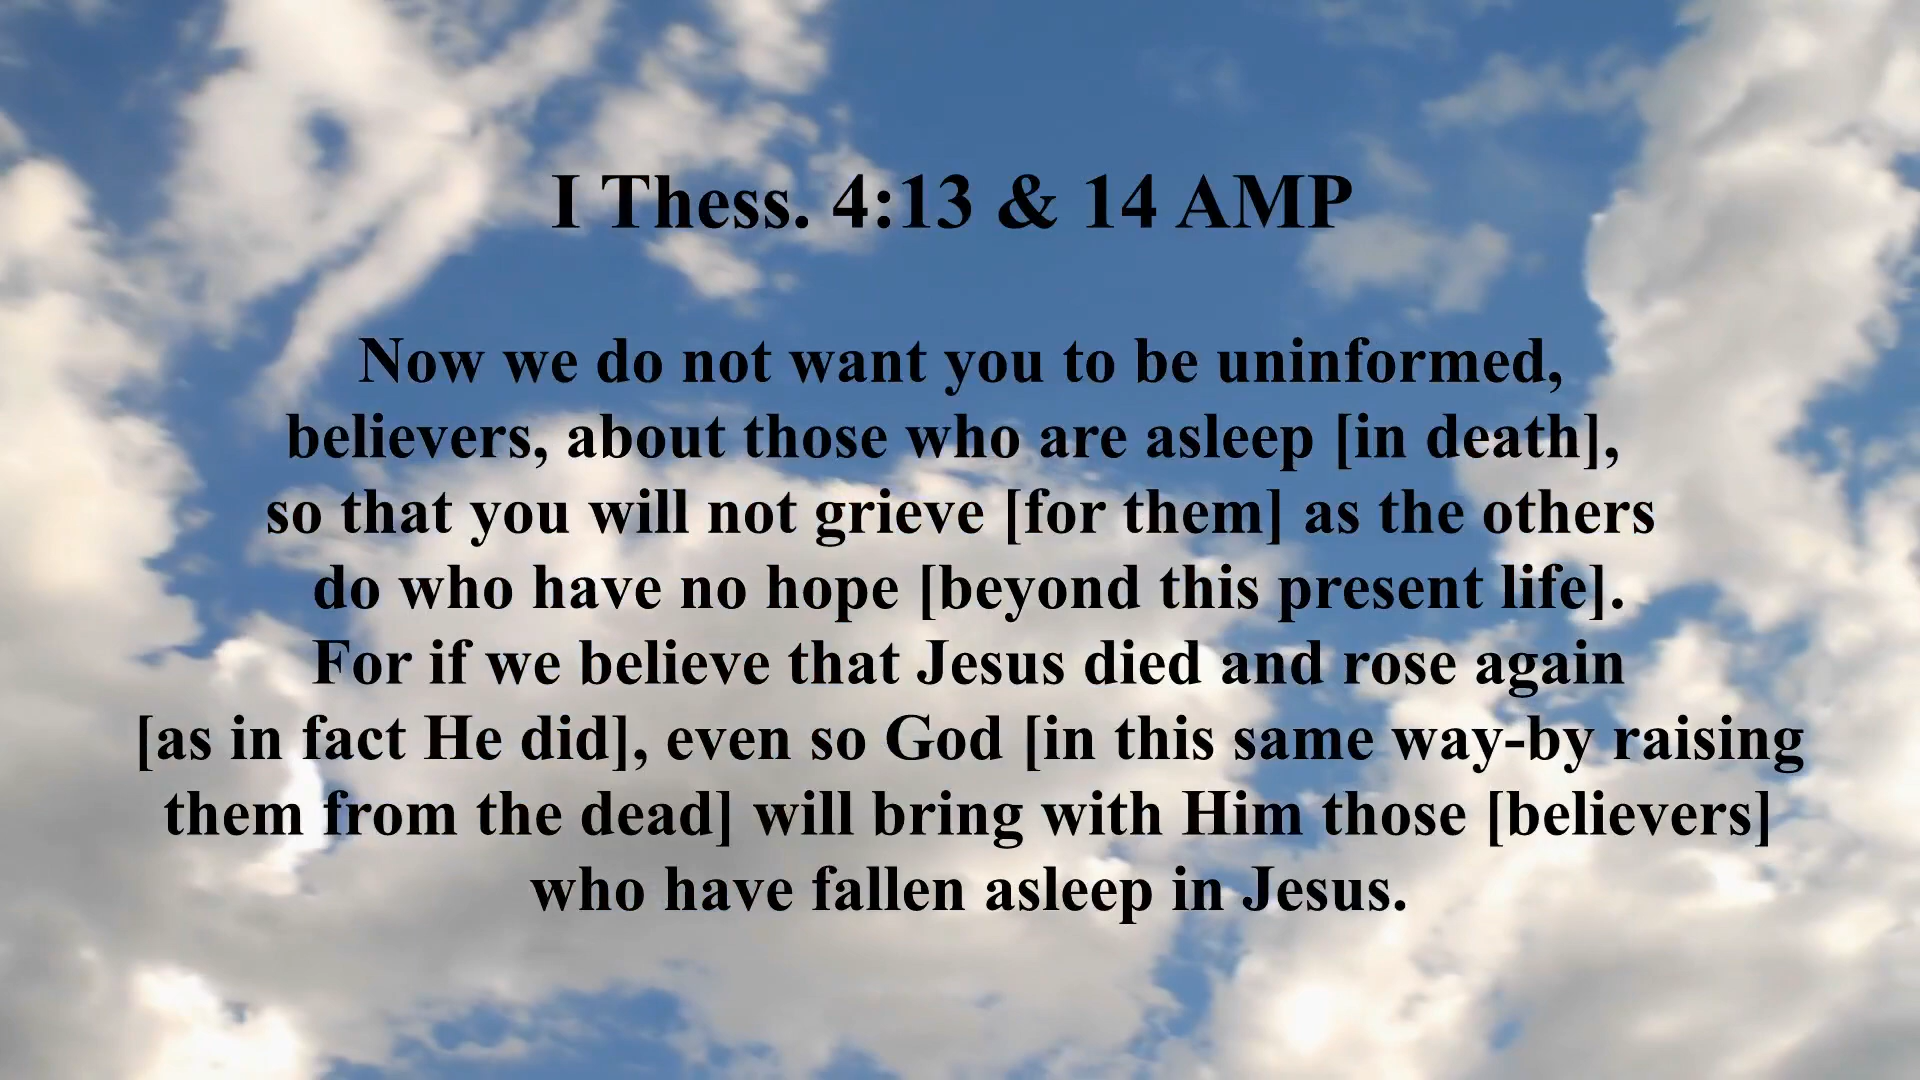 I Thess. 4:13 & 14 AMP
Now we do not want you to be uninformed,
believers, about those who are asleep [in death],
so that you will not grieve [for them] as the others
do who have no hope [beyond this present life].
For if we believe that Jesus died and rose again
[as in fact He did], even so God [in this same way-by raising
them from the dead] will bring with Him those [believers]
who have fallen asleep in Jesus.